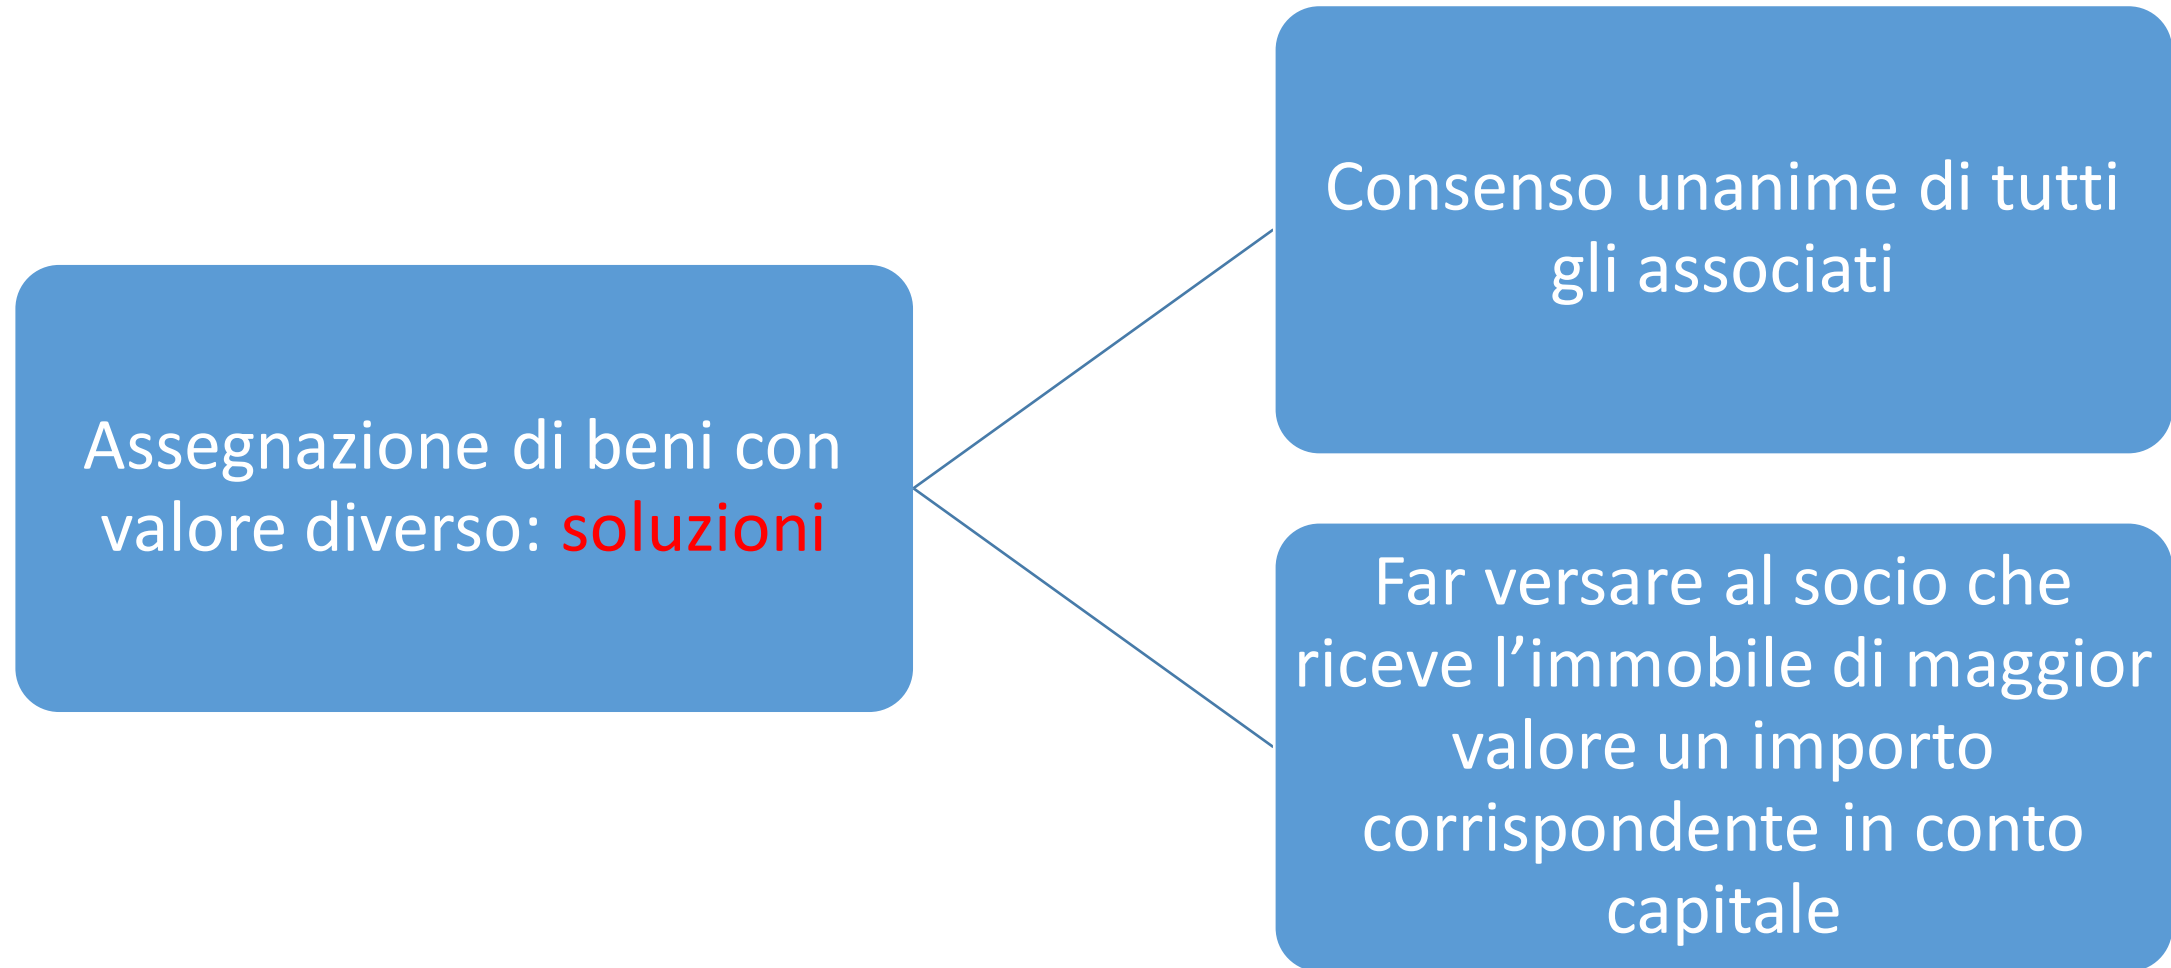 Assegnazione di beni con
valore diverso: soluzioni
Consenso unanime di tutti
gli associati
Far versare al socio che
riceve l’immobile di maggior
valore un importo
corrispondente in conto
capitale